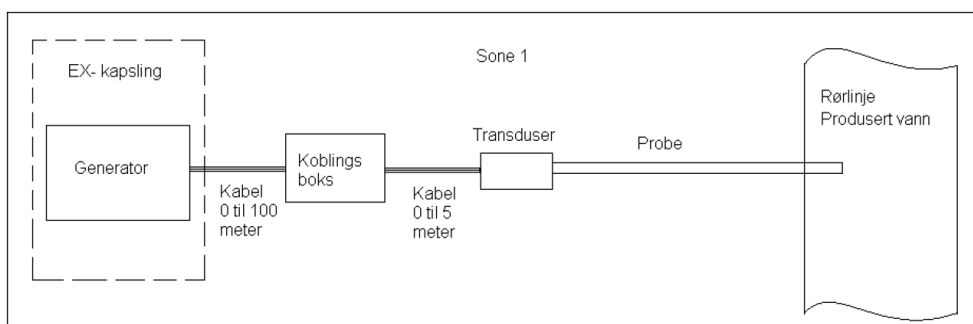 Sone 1
EX- kapsling
Generator
Kabel
0 til 100
meter
Koblings
boks
Kabel
0 til 5
meter
Transduser
Probe
Rørlinje
Produsert vann